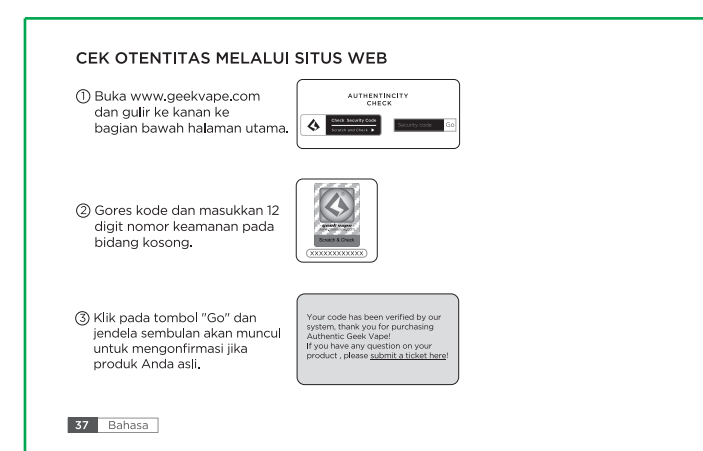 CEK OTENTITAS MELALUI SITUS WEB
① Buka www.geekvape.com
dan gulir ke kanan ke
bagian bawah halaman utama.
AUTHENTINCITY
CHECK
Check Security Code
Scratch and Check ▶
Security code
Go
② Gores kode dan masukkan 12
digit nomor keamanan pada
bidang kosong.
geek vape
Scratch & Check
XXXXXXXXXXXX
③ Klik pada tombol "Go" dan
jendela sembulan akan muncul
untuk mengonfirmasi jika
produk Anda asli.
Your code has been verified by our
system, thank you for purchasing
Authentic Geek Vape!
If you have any question on your
product , please submit a ticket here!
37 Bahasa